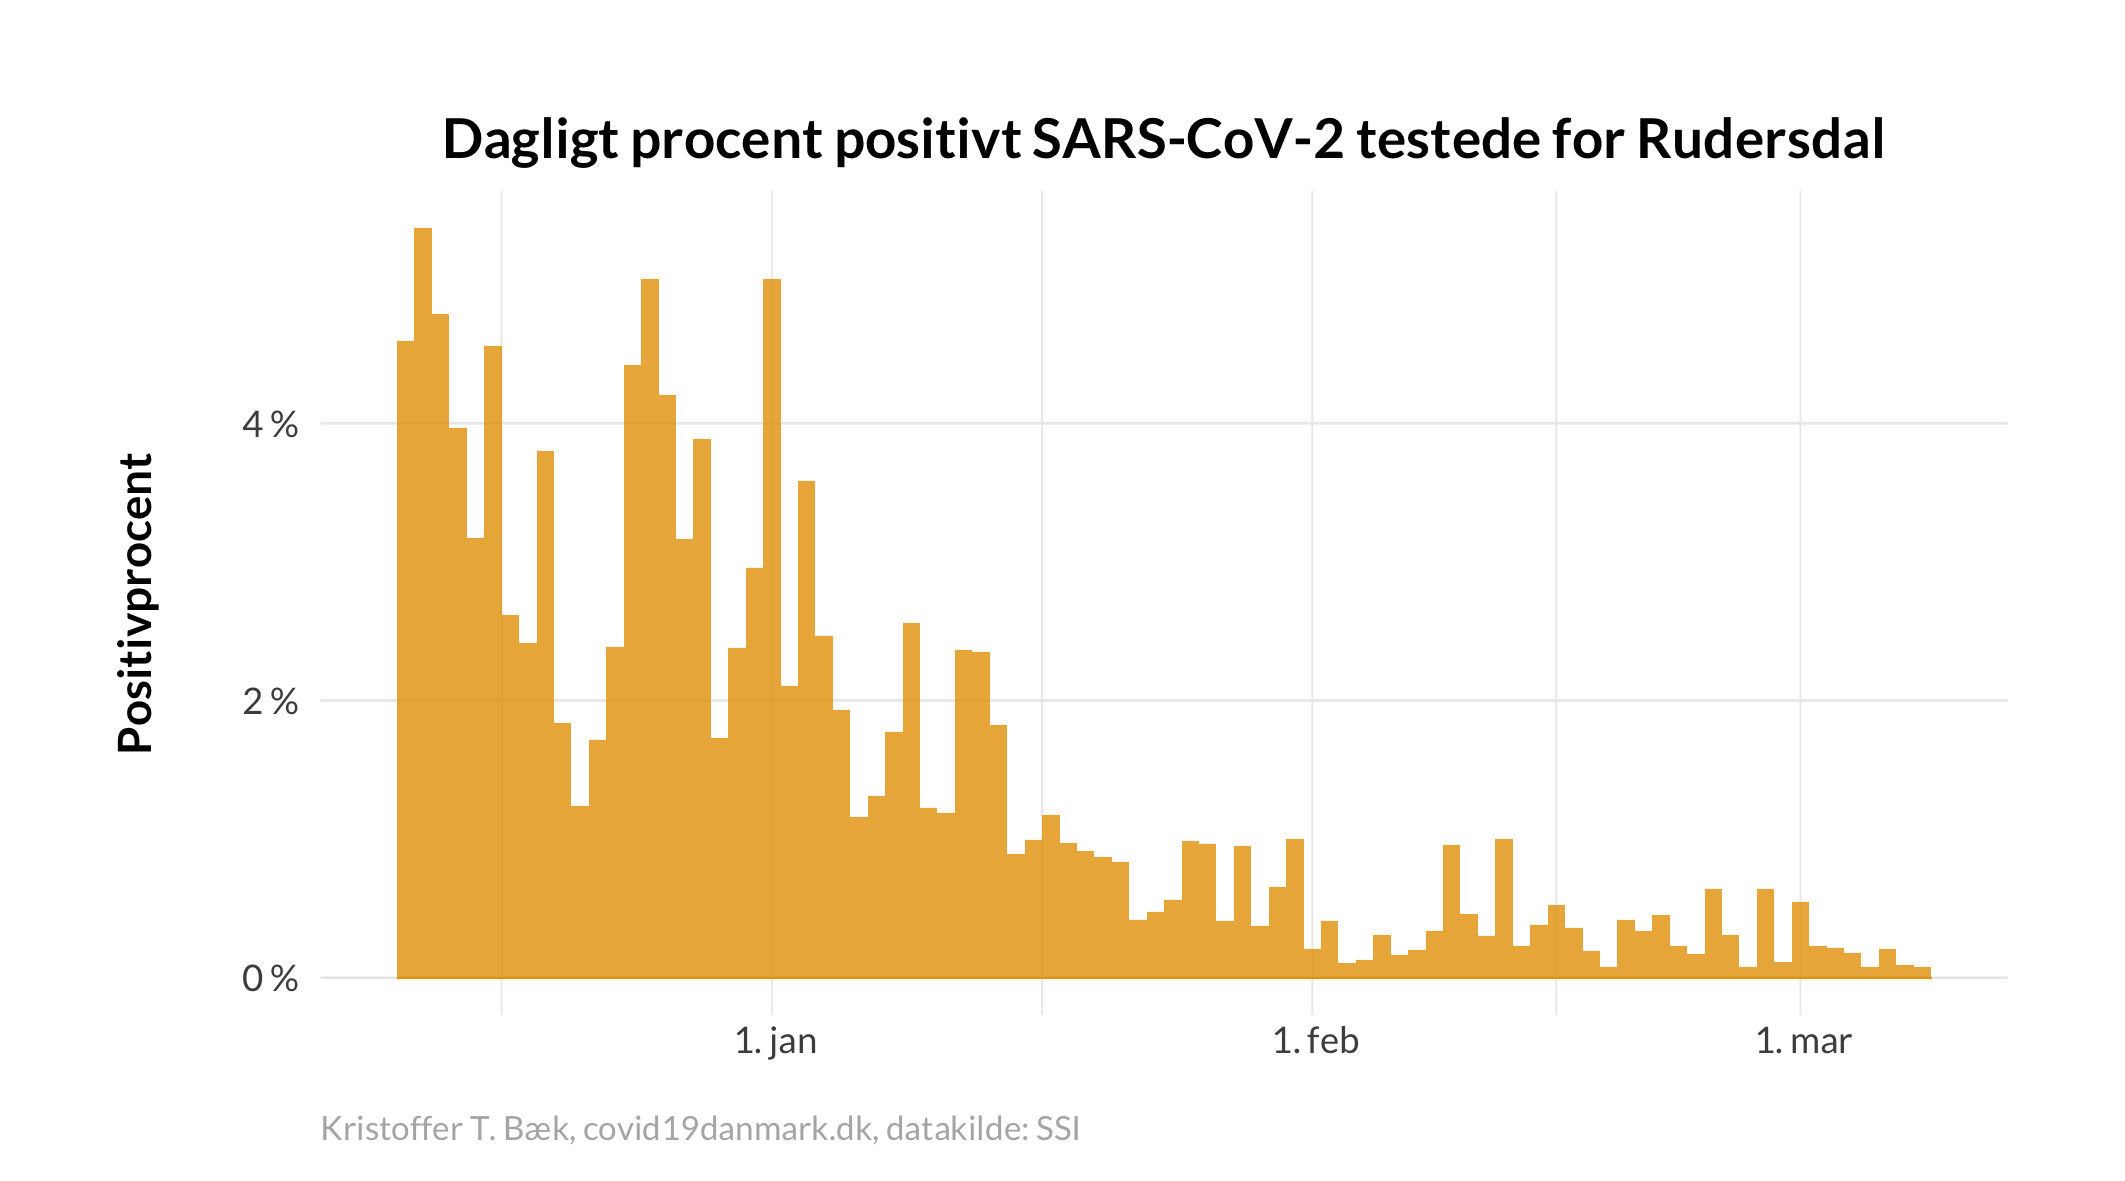 Dagligt procent positivt SARS-CoV-2 testede for Rudersdal
Positivprocent
4 %
2 %
0 %
1. jan
1. feb
1. mar
Kristoffer T. Bæk, covid19danmark.dk, datakilde: SSI